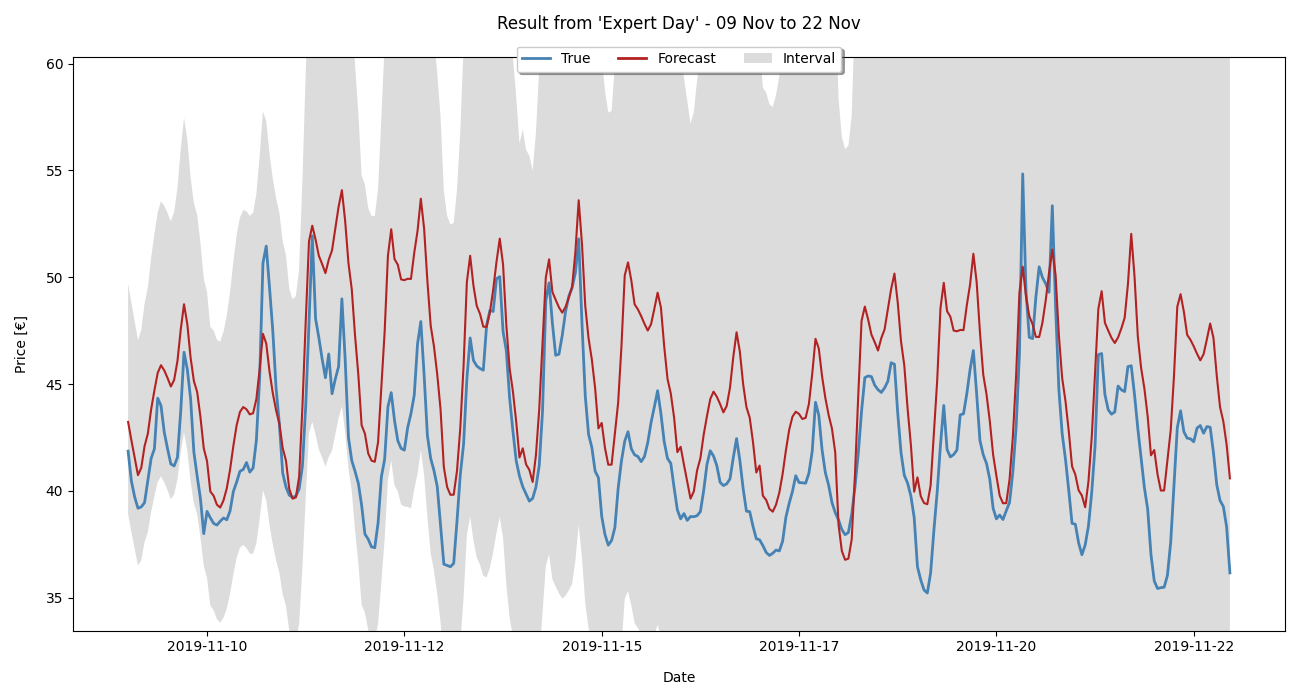 Result from 'Expert Day' - 09 Nov to 22 Nov
True Forecast Interval
60
55
50
45
40
35
Price [€]
2019-11-10 2019-11-12 2019-11-15 2019-11-17 2019-11-20 2019-11-22
Date